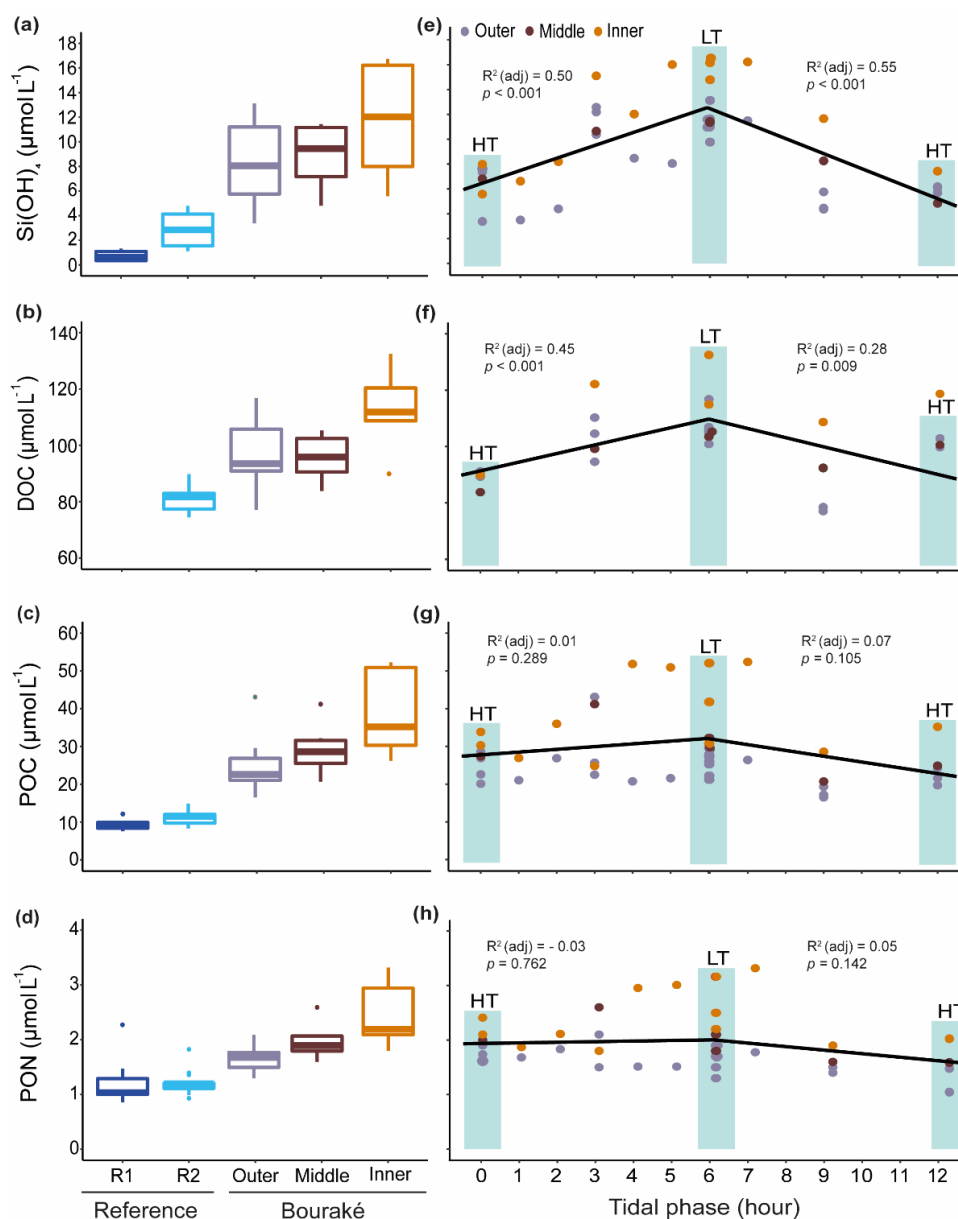 (a)
18
16
14
12
10
8
6
4
2
0
Si(OH)₄ (µmol L⁻¹)
(e)
Outer Middle Inner
LT
R² (adj) = 0.50
p < 0.001
R² (adj) = 0.55
p < 0.001
HT
HT
(b)
140
120
100
80
60
DOC (µmol L⁻¹)
(f)
LT
R² (adj) = 0.45
p < 0.001
R² (adj) = 0.28
p = 0.009
HT
HT
(c)
60
50
40
30
20
10
0
POC (µmol L⁻¹)
(g)
R² (adj) = 0.01
p = 0.289
LT
R² (adj) = 0.07
p = 0.105
HT
HT
(d)
4
3
2
1
0
PON (µmol L⁻¹)
R1 R2 Outer Middle Inner
Reference Bouraké
(h)
R² (adj) = - 0.03
p = 0.762
LT
R² (adj) = 0.05
p = 0.142
HT
HT
0 1 2 3 4 5 6 7 8 9 10 11 12
Tidal phase (hour)